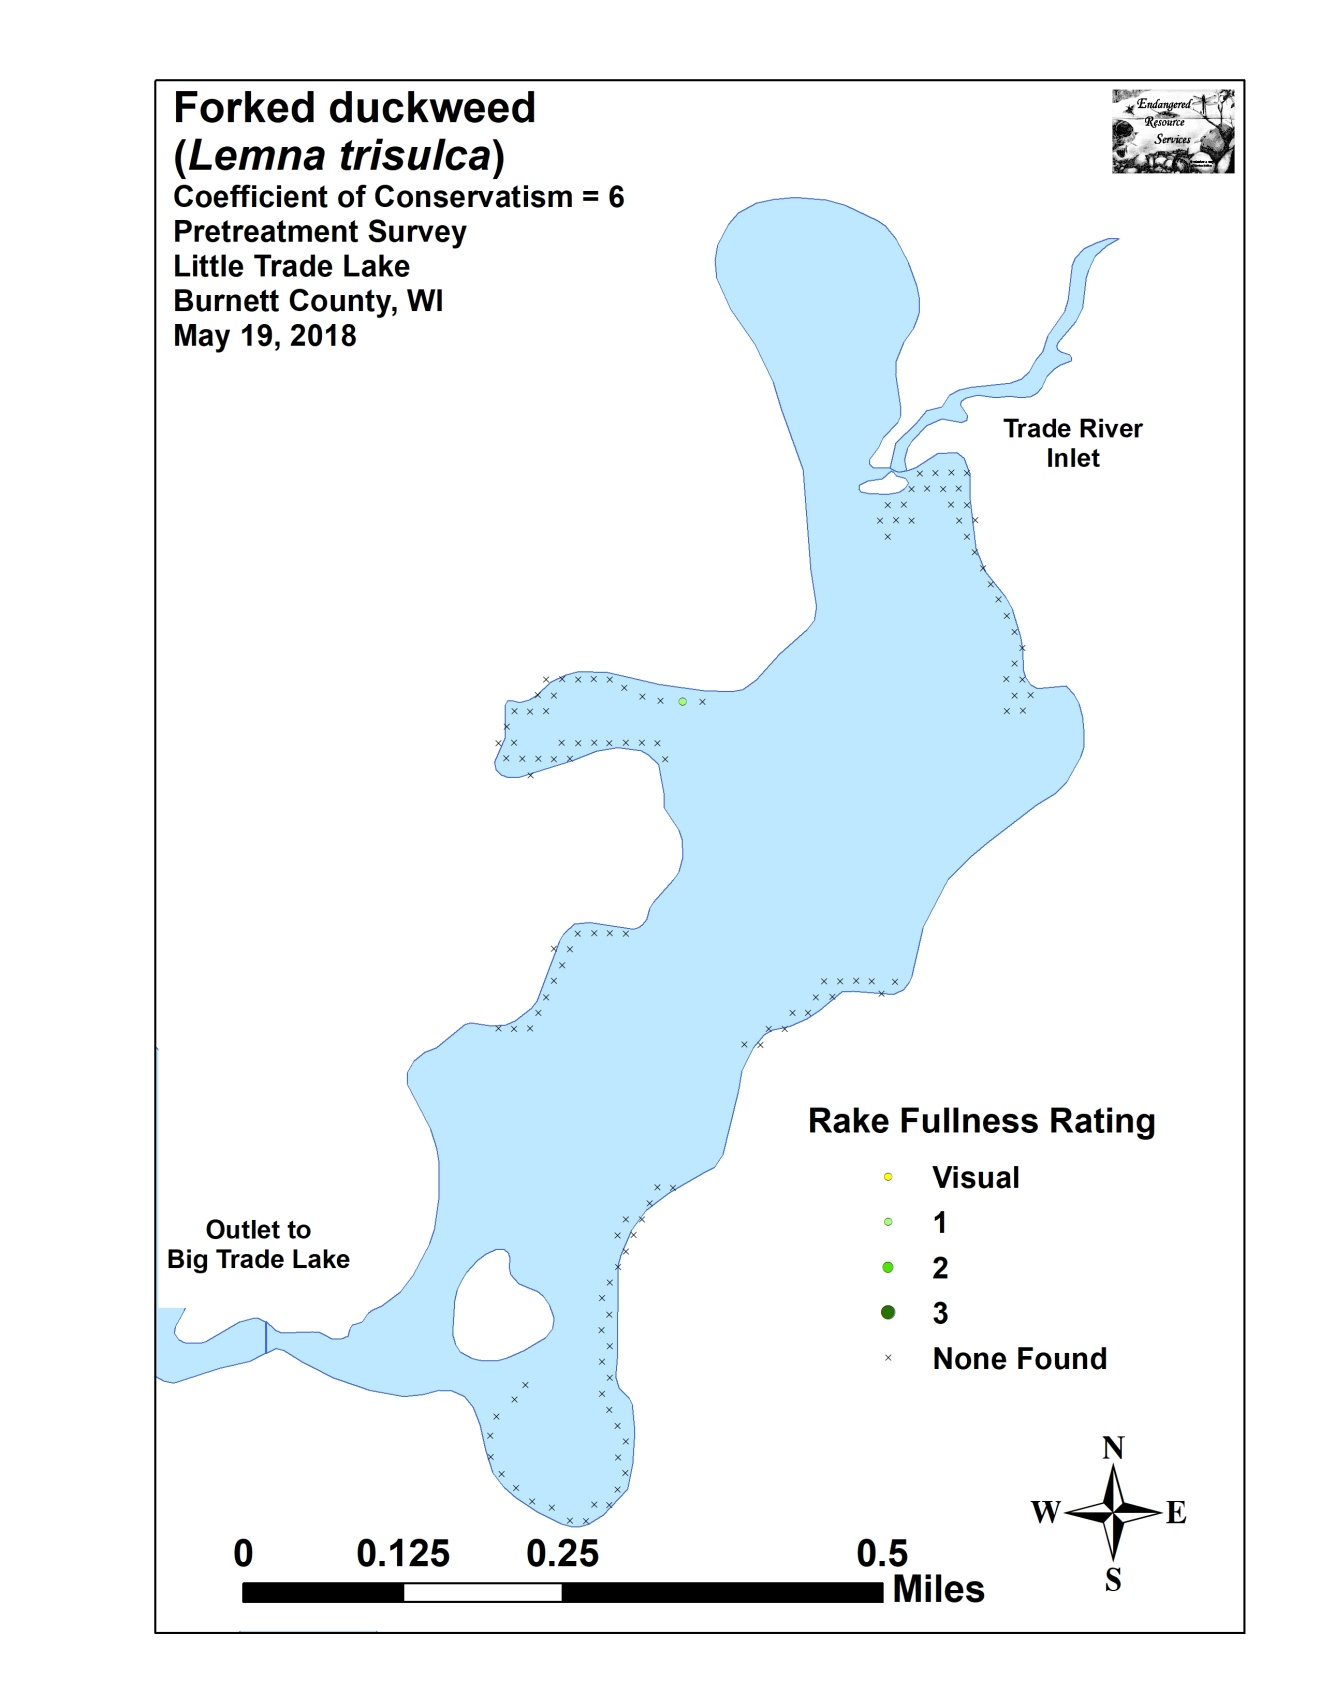 Forked duckweed
(Lemna trisulca)
Coefficient of Conservatism = 6
Pretreatment Survey
Little Trade Lake
Burnett County, WI
May 19, 2018
Endangered
Resource
Services
Trade River
Inlet
Rake Fullness Rating
Visual
1
2
3
None Found
Outlet to
Big Trade Lake
N
W E
S
0 0.125 0.25 0.5
Miles